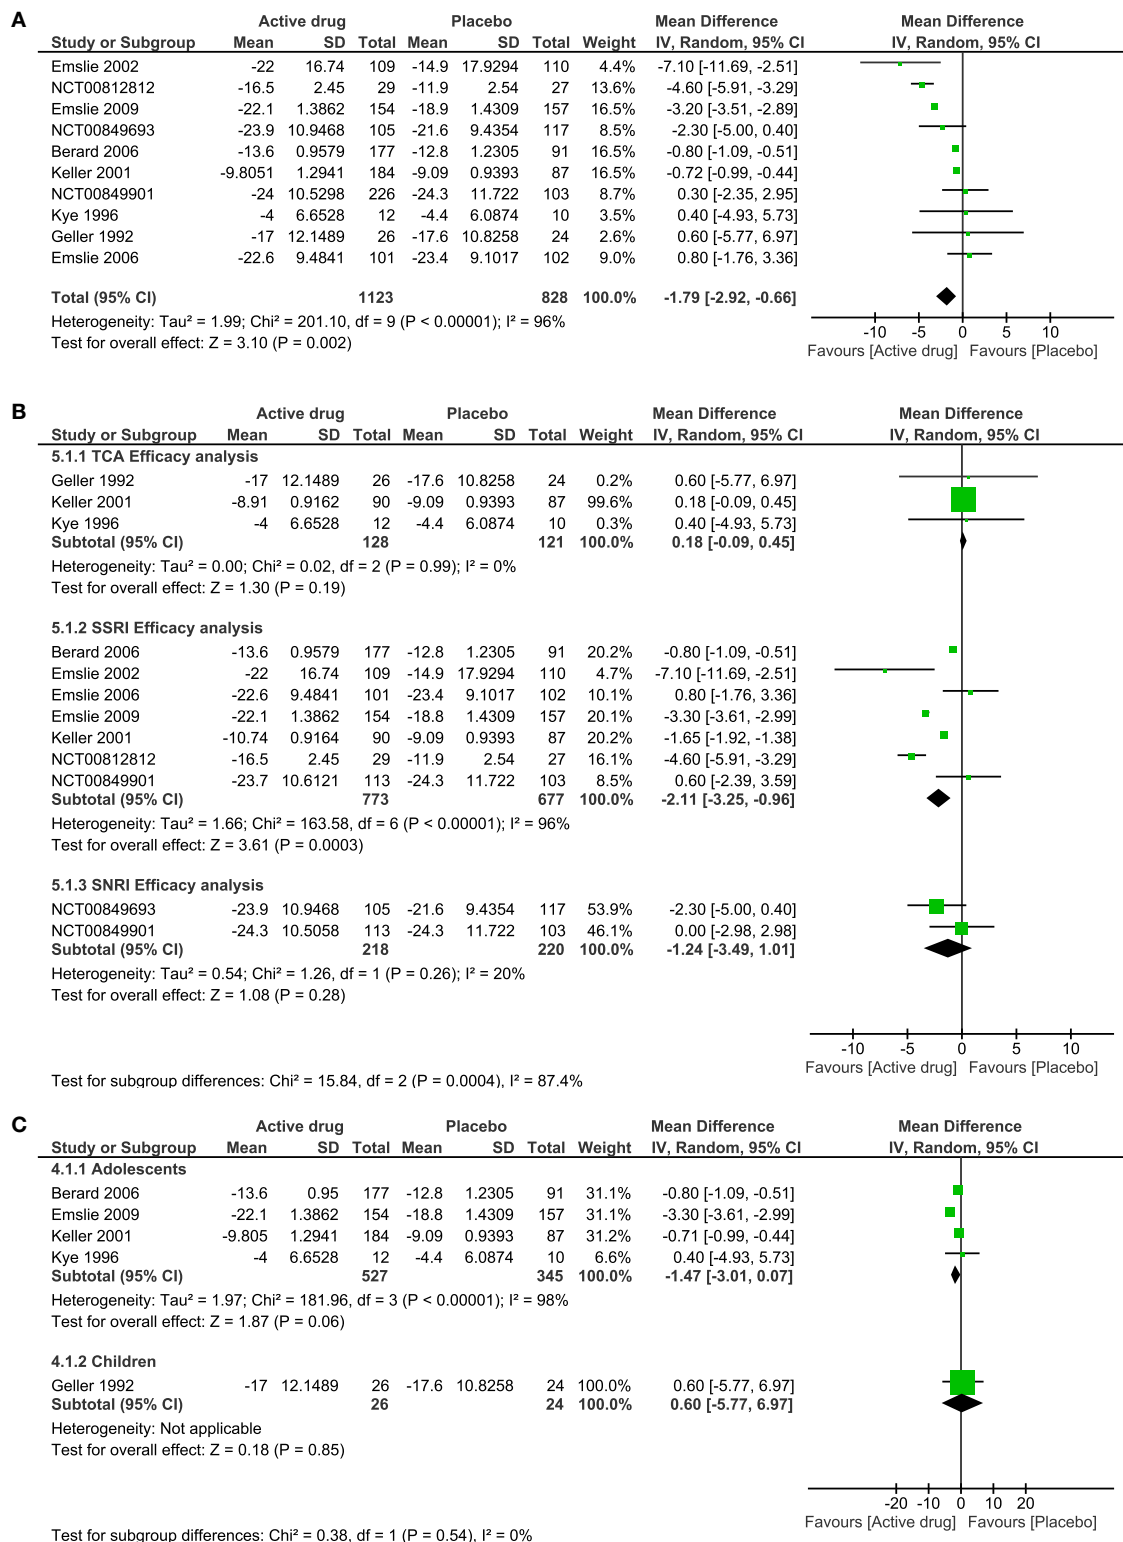 A
Active drug Placebo Mean Difference Mean Difference
Study or Subgroup Mean SD Total Mean SD Total Weight IV, Random, 95% CI IV, Random, 95% CI
Emslie 2002 -22 16.74 109 -14.9 17.9294 110 4.4% -7.10 [-11.69, -2.51]
NCT00812812 -16.5 2.45 29 -11.9 2.54 27 13.6% -4.60 [-5.91, -3.29]
Emslie 2009 -22.1 1.3862 154 -18.9 1.4309 157 16.5% -3.20 [-3.51, -2.89]
NCT00849693 -23.9 10.9468 105 -21.6 9.4354 117 8.5% -2.30 [-5.00, 0.40]
Berard 2006 -13.6 0.9579 177 -12.8 1.2305 91 16.5% -0.80 [-1.09, -0.51]
Keller 2001 -9.8051 1.2941 184 -9.09 0.9393 87 16.5% -0.72 [-0.99, -0.44]
NCT00849901 -24 10.5298 226 -24.3 11.722 103 8.7% 0.30 [-2.35, 2.95]
Kye 1996 -4 6.6528 12 -4.4 6.0874 10 3.5% 0.40 [-4.93, 5.73]
Geller 1992 -17 12.1489 26 -17.6 10.8258 24 2.6% 0.60 [-5.77, 6.97]
Emslie 2006 -22.6 9.4841 101 -23.4 9.1017 102 9.0% 0.80 [-1.76, 3.36]
Total (95% CI) 1123 828 100.0% -1.79 [-2.92, -0.66]
Heterogeneity: Tau² = 1.99; Chi² = 201.10, df = 9 (P < 0.00001); I² = 96%
Test for overall effect: Z = 3.10 (P = 0.002)
-10 -5 0 5 10
Favours [Active drug] Favours [Placebo]
B
Active drug Placebo Mean Difference Mean Difference
Study or Subgroup Mean SD Total Mean SD Total Weight IV, Random, 95% CI IV, Random, 95% CI
5.1.1 TCA Efficacy analysis
Geller 1992 -17 12.1489 26 -17.6 10.8258 24 0.2% 0.60 [-5.77, 6.97]
Keller 2001 -8.91 0.9162 90 -9.09 0.9393 87 99.6% 0.18 [-0.09, 0.45]
Kye 1996 -4 6.6528 12 -4.4 6.0874 10 0.3% 0.40 [-4.93, 5.73]
Subtotal (95% CI) 128 121 100.0% 0.18 [-0.09, 0.45]
Heterogeneity: Tau² = 0.00; Chi² = 0.02, df = 2 (P = 0.99); I² = 0%
Test for overall effect: Z = 1.30 (P = 0.19)
5.1.2 SSRI Efficacy analysis
Berard 2006 -13.6 0.9579 177 -12.8 1.2305 91 20.2% -0.80 [-1.09, -0.51]
Emslie 2002 -22 16.74 109 -14.9 17.9294 110 4.7% -7.10 [-11.69, -2.51]
Emslie 2006 -22.6 9.4841 101 -23.4 9.1017 102 10.1% 0.80 [-1.76, 3.36]
Emslie 2009 -22.1 1.3862 154 -18.8 1.4309 157 20.1% -3.30 [-3.61, -2.99]
Keller 2001 -10.74 0.9164 90 -9.09 0.9393 87 20.2% -1.65 [-1.92, -1.38]
NCT00812812 -16.5 2.45 29 -11.9 2.54 27 16.1% -4.60 [-5.91, -3.29]
NCT00849901 -23.7 10.6121 113 -24.3 11.722 103 8.5% 0.60 [-2.39, 3.59]
Subtotal (95% CI) 773 677 100.0% -2.11 [-3.25, -0.96]
Heterogeneity: Tau² = 1.66; Chi² = 163.58, df = 6 (P < 0.00001); I² = 96%
Test for overall effect: Z = 3.61 (P = 0.0003)
5.1.3 SNRI Efficacy analysis
NCT00849693 -23.9 10.9468 105 -21.6 9.4354 117 53.9% -2.30 [-5.00, 0.40]
NCT00849901 -24.3 10.5058 113 -24.3 11.722 103 46.1% 0.00 [-2.98, 2.98]
Subtotal (95% CI) 218 220 100.0% -1.24 [-3.49, 1.01]
Heterogeneity: Tau² = 0.54; Chi² = 1.26, df = 1 (P = 0.26); I² = 20%
Test for overall effect: Z = 1.08 (P = 0.28)
-10 -5 0 5 10
Favours [Active drug] Favours [Placebo]
Test for subgroup differences: Chi² = 15.84, df = 2 (P = 0.0004), I² = 87.4%
C
Active drug Placebo Mean Difference Mean Difference
Study or Subgroup Mean SD Total Mean SD Total Weight IV, Random, 95% CI IV, Random, 95% CI
4.1.1 Adolescents
Berard 2006 -13.6 0.95 177 -12.8 1.2305 91 31.1% -0.80 [-1.09, -0.51]
Emslie 2009 -22.1 1.3862 154 -18.8 1.4309 157 31.1% -3.30 [-3.61, -2.99]
Keller 2001 -9.805 1.2941 184 -9.09 0.9393 87 31.2% -0.71 [-0.99, -0.44]
Kye 1996 -4 6.6528 12 -4.4 6.0874 10 6.6% 0.40 [-4.93, 5.73]
Subtotal (95% CI) 527 345 100.0% -1.47 [-3.01, 0.07]
Heterogeneity: Tau² = 1.97; Chi² = 181.96, df = 3 (P < 0.00001); I² = 98%
Test for overall effect: Z = 1.87 (P = 0.06)
4.1.2 Children
Geller 1992 -17 12.1489 26 -17.6 10.8258 24 100.0% 0.60 [-5.77, 6.97]
Subtotal (95% CI) 26 24 100.0% 0.60 [-5.77, 6.97]
Heterogeneity: Not applicable
Test for overall effect: Z = 0.18 (P = 0.85)
-20 -10 0 10 20
Favours [Active drug] Favours [Placebo]
Test for subgroup differences: Chi² = 0.38, df = 1 (P = 0.54), I² = 0%